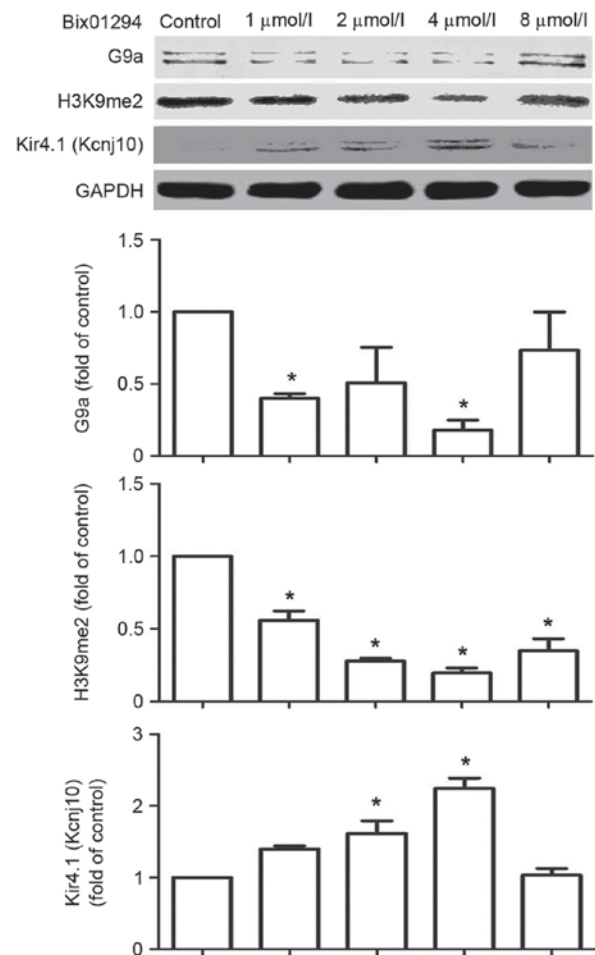 Bix01294 Control 1 μmol/l 2 μmol/l 4 μmol/l 8 μmol/l
G9a
H3K9me2
Kir4.1 (Kcnj10)
GAPDH
G9a (fold of control)
1.5
1.0
0.5
0
*
*
H3K9me2 (fold of control)
1.5
1.0
0.5
0
*
*
*
*
Kir4.1 (Kcnj10)
(fold of control)
3
2
1
0
*
*